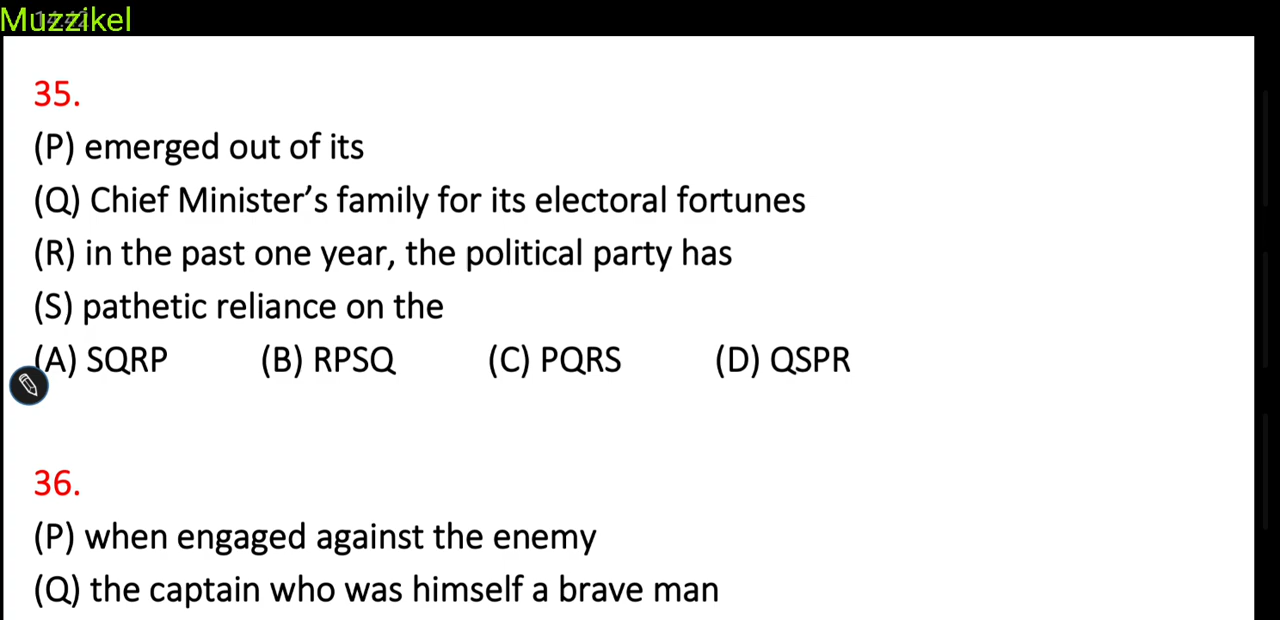 Muzzikel
35.
(P) emerged out of its
(Q) Chief Minister’s family for its electoral fortunes
(R) in the past one year, the political party has
(S) pathetic reliance on the
(A) SQRP (B) RPSQ (C) PQRS (D) QSPR
36.
(P) when engaged against the enemy
(Q) the captain who was himself a brave man